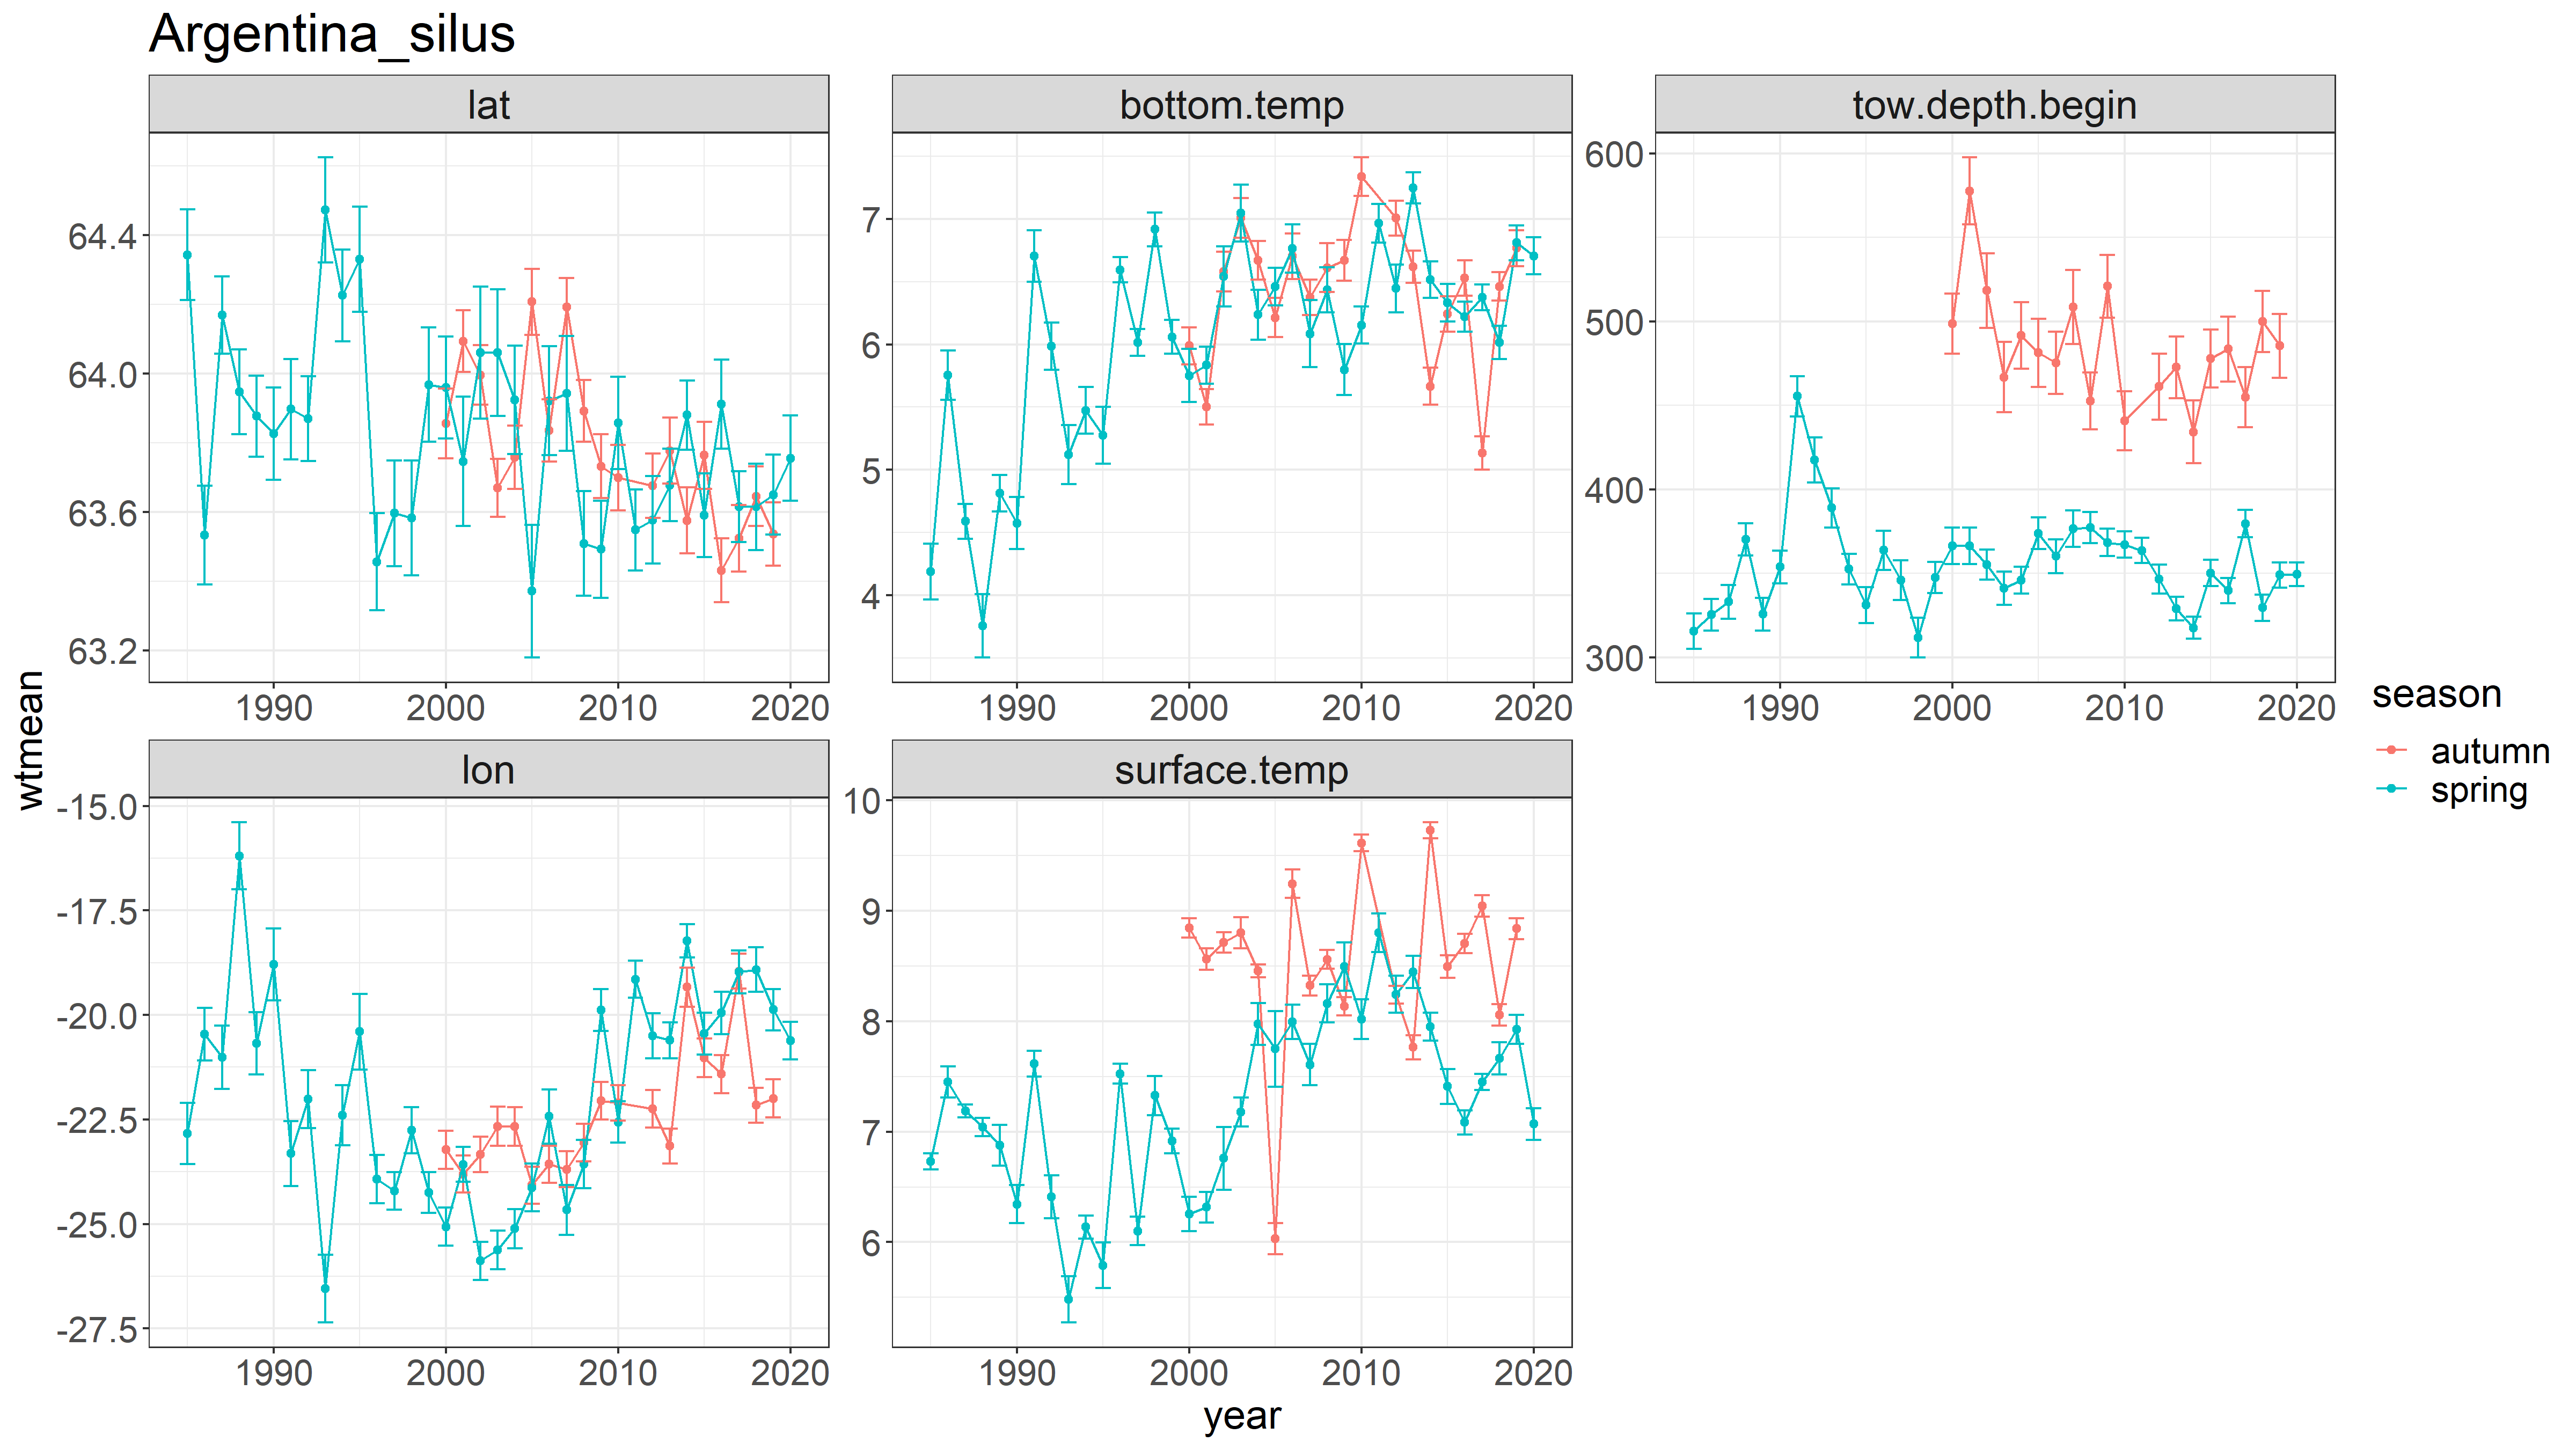 Argentina_silus
lat
bottom.temp
tow.depth.begin
64.4
64.0
63.6
63.2
7
6
5
4
600
500
400
300
1990 2000 2010 2020
1990 2000 2010 2020
1990 2000 2010 2020
lon
surface.temp
-15.0
-17.5
-20.0
-22.5
-25.0
-27.5
10
9
8
7
6
1990 2000 2010 2020
1990 2000 2010 2020
wtmean
year
season
autumn
spring